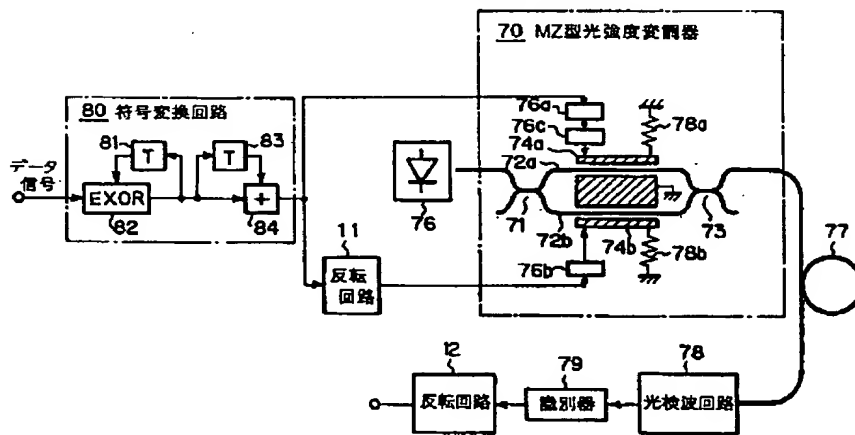 70 MZ型光強度変調器
80 符号変換回路
76a
76c
74a
78a
81
83
T
T
データ
信号
EXOR
+
82
84
76
72a
71
72b
73
74b
78b
76b
77
11
反転
回路
12
79
78
反転回路
識別器
光検波回路